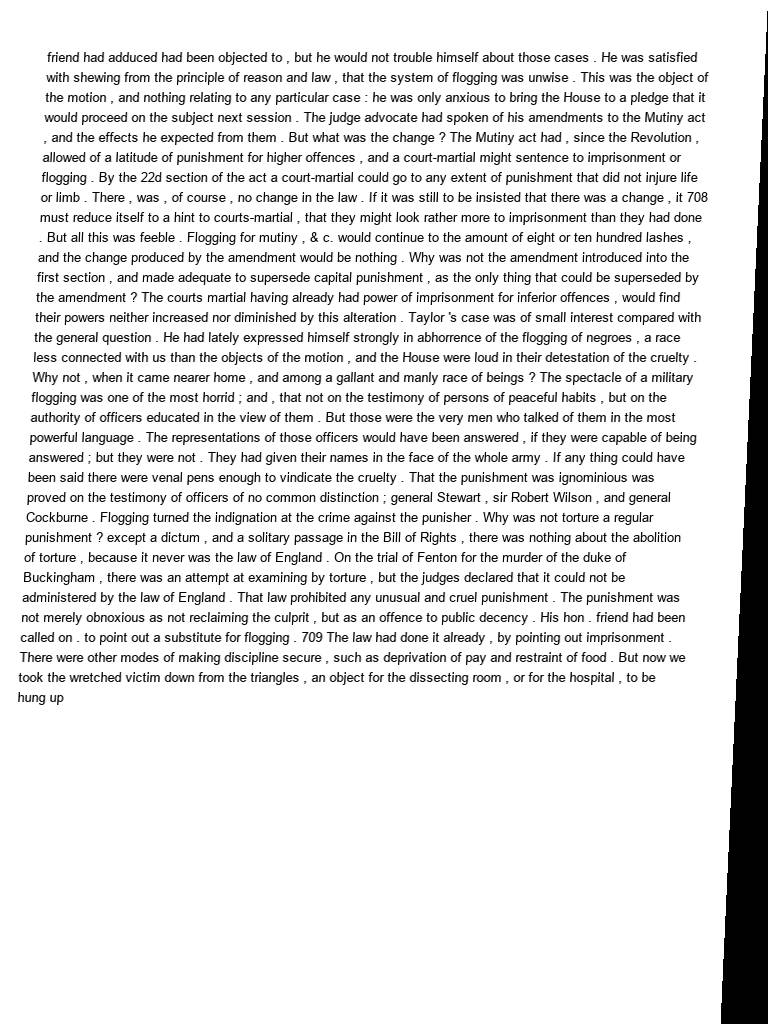 friend had adduced had been objected to , but he would not trouble himself about those cases . He was satisfied
with shewing from the principle of reason and law , that the system of flogging was unwise . This was the object of
the motion , and nothing relating to any particular case : he was only anxious to bring the House to a pledge that it
would proceed on the subject next session . The judge advocate had spoken of his amendments to the Mutiny act
, and the effects he expected from them . But what was the change ? The Mutiny act had , since the Revolution ,
allowed of a latitude of punishment for higher offences , and a court-martial might sentence to imprisonment or
flogging . By the 22d section of the act a court-martial could go to any extent of punishment that did not injure life
or limb . There , was , of course , no change in the law . If it was still to be insisted that there was a change , it 708
must reduce itself to a hint to courts-martial , that they might look rather more to imprisonment than they had done
. But all this was feeble . Flogging for mutiny , & c. would continue to the amount of eight or ten hundred lashes ,
and the change produced by the amendment would be nothing . Why was not the amendment introduced into the
first section , and made adequate to supersede capital punishment , as the only thing that could be superseded by
the amendment ? The courts martial having already had power of imprisonment for inferior offences , would find
their powers neither increased nor diminished by this alteration . Taylor 's case was of small interest compared with
the general question . He had lately expressed himself strongly in abhorrence of the flogging of negroes , a race
less connected with us than the objects of the motion , and the House were loud in their detestation of the cruelty .
Why not , when it came nearer home , and among a gallant and manly race of beings ? The spectacle of a military
flogging was one of the most horrid ; and , that not on the testimony of persons of peaceful habits , but on the
authority of officers educated in the view of them . But those were the very men who talked of them in the most
powerful language . The representations of those officers would have been answered , if they were capable of being
answered ; but they were not . They had given their names in the face of the whole army . If any thing could have
been said there were venal pens enough to vindicate the cruelty . That the punishment was ignominious was
proved on the testimony of officers of no common distinction ; general Stewart , sir Robert Wilson , and general
Cockburne . Flogging turned the indignation at the crime against the punisher . Why was not torture a regular
punishment ? except a dictum , and a solitary passage in the Bill of Rights , there was nothing about the abolition
of torture , because it never was the law of England . On the trial of Fenton for the murder of the duke of
Buckingham , there was an attempt at examining by torture , but the judges declared that it could not be
administered by the law of England . That law prohibited any unusual and cruel punishment . The punishment was
not merely obnoxious as not reclaiming the culprit , but as an offence to public decency . His hon . friend had been
called on . to point out a substitute for flogging . 709 The law had done it already , by pointing out imprisonment .
There were other modes of making discipline secure , such as deprivation of pay and restraint of food . But now we
took the wretched victim down from the triangles , an object for the dissecting room , or for the hospital , to be
hung up